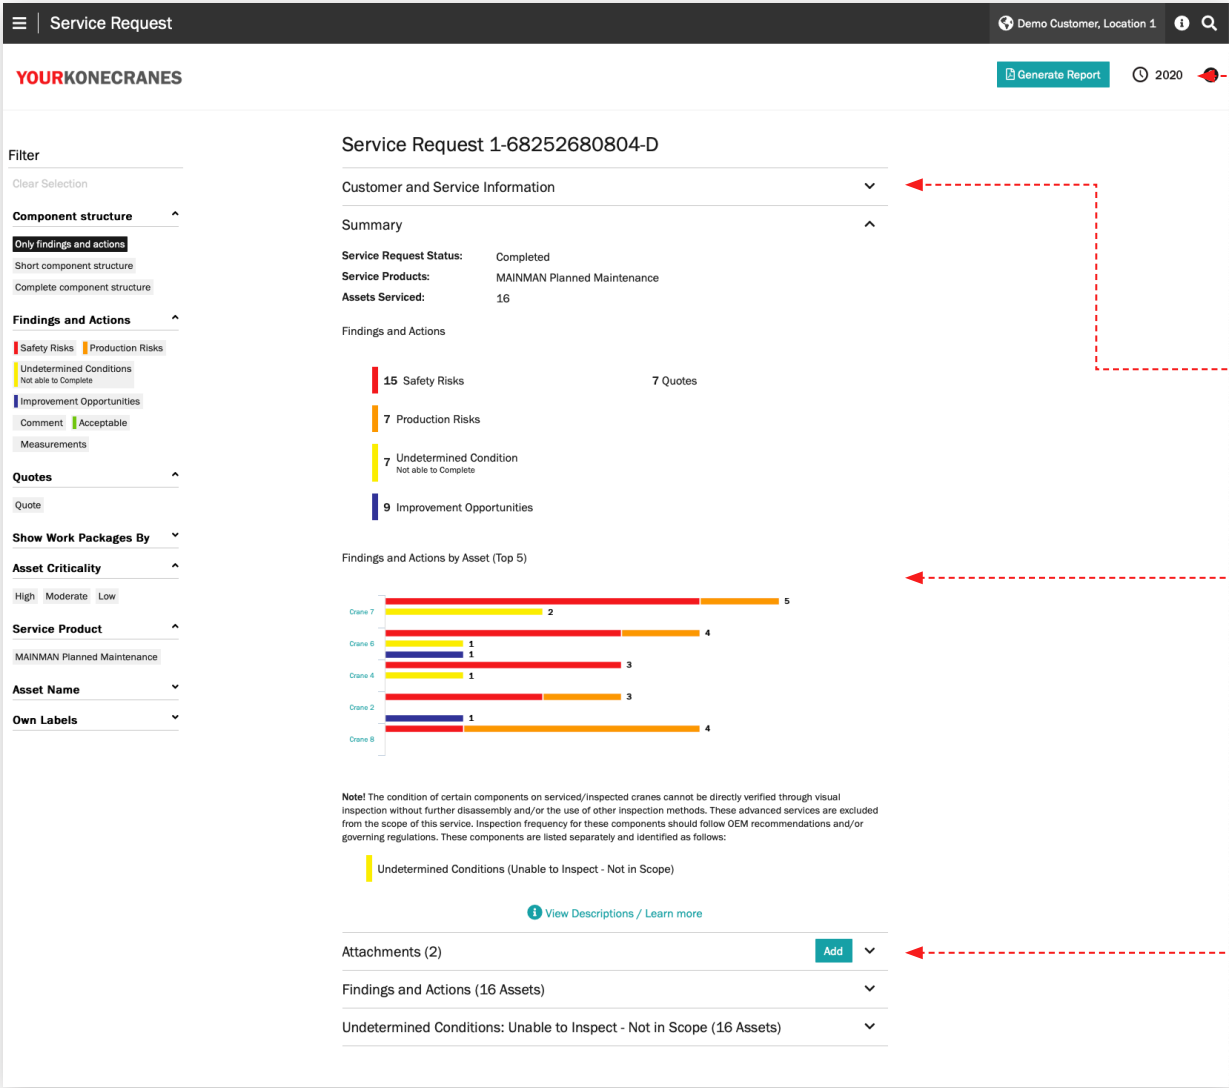 Service Request
Demo Customer, Location 1
YOURKONECRANES
Generate Report
2020
Filter
Clear Selection
Component structure
Only findings and actions
Short component structure
Complete component structure
Findings and Actions
Safety Risks Production Risks
Undetermined Conditions
Not able to Complete
Improvement Opportunities
Comment Acceptable
Measurements
Quotes
Quote
Show Work Packages By
Asset Criticality
High Moderate Low
Service Product
MAINMAN Planned Maintenance
Asset Name
Own Labels
Service Request 1-68252680804-D
Customer and Service Information
Summary
Service Request Status: Completed
Service Products: MAINMAN Planned Maintenance
Assets Serviced: 16
Findings and Actions
15 Safety Risks 7 Quotes
7 Production Risks
7 Undetermined Condition
Not able to Complete
9 Improvement Opportunities
Findings and Actions by Asset (Top 5)
5
Crane 7 2
4
Crane 6 1
1
3
Crane 4 1
3
Crane 2
1
4
Crane 8
Note! The condition of certain components on serviced/inspected cranes cannot be directly verified through visual
inspection without further disassembly and/or the use of other inspection methods. These advanced services are excluded
from the scope of this service. Inspection frequency for these components should follow OEM recommendations and/or
governing regulations. These components are listed separately and identified as follows:
Undetermined Conditions (Unable to Inspect - Not in Scope)
View Descriptions / Learn more
Attachments (2) Add
Findings and Actions (16 Assets)
Undetermined Conditions: Unable to Inspect - Not in Scope (16 Assets)